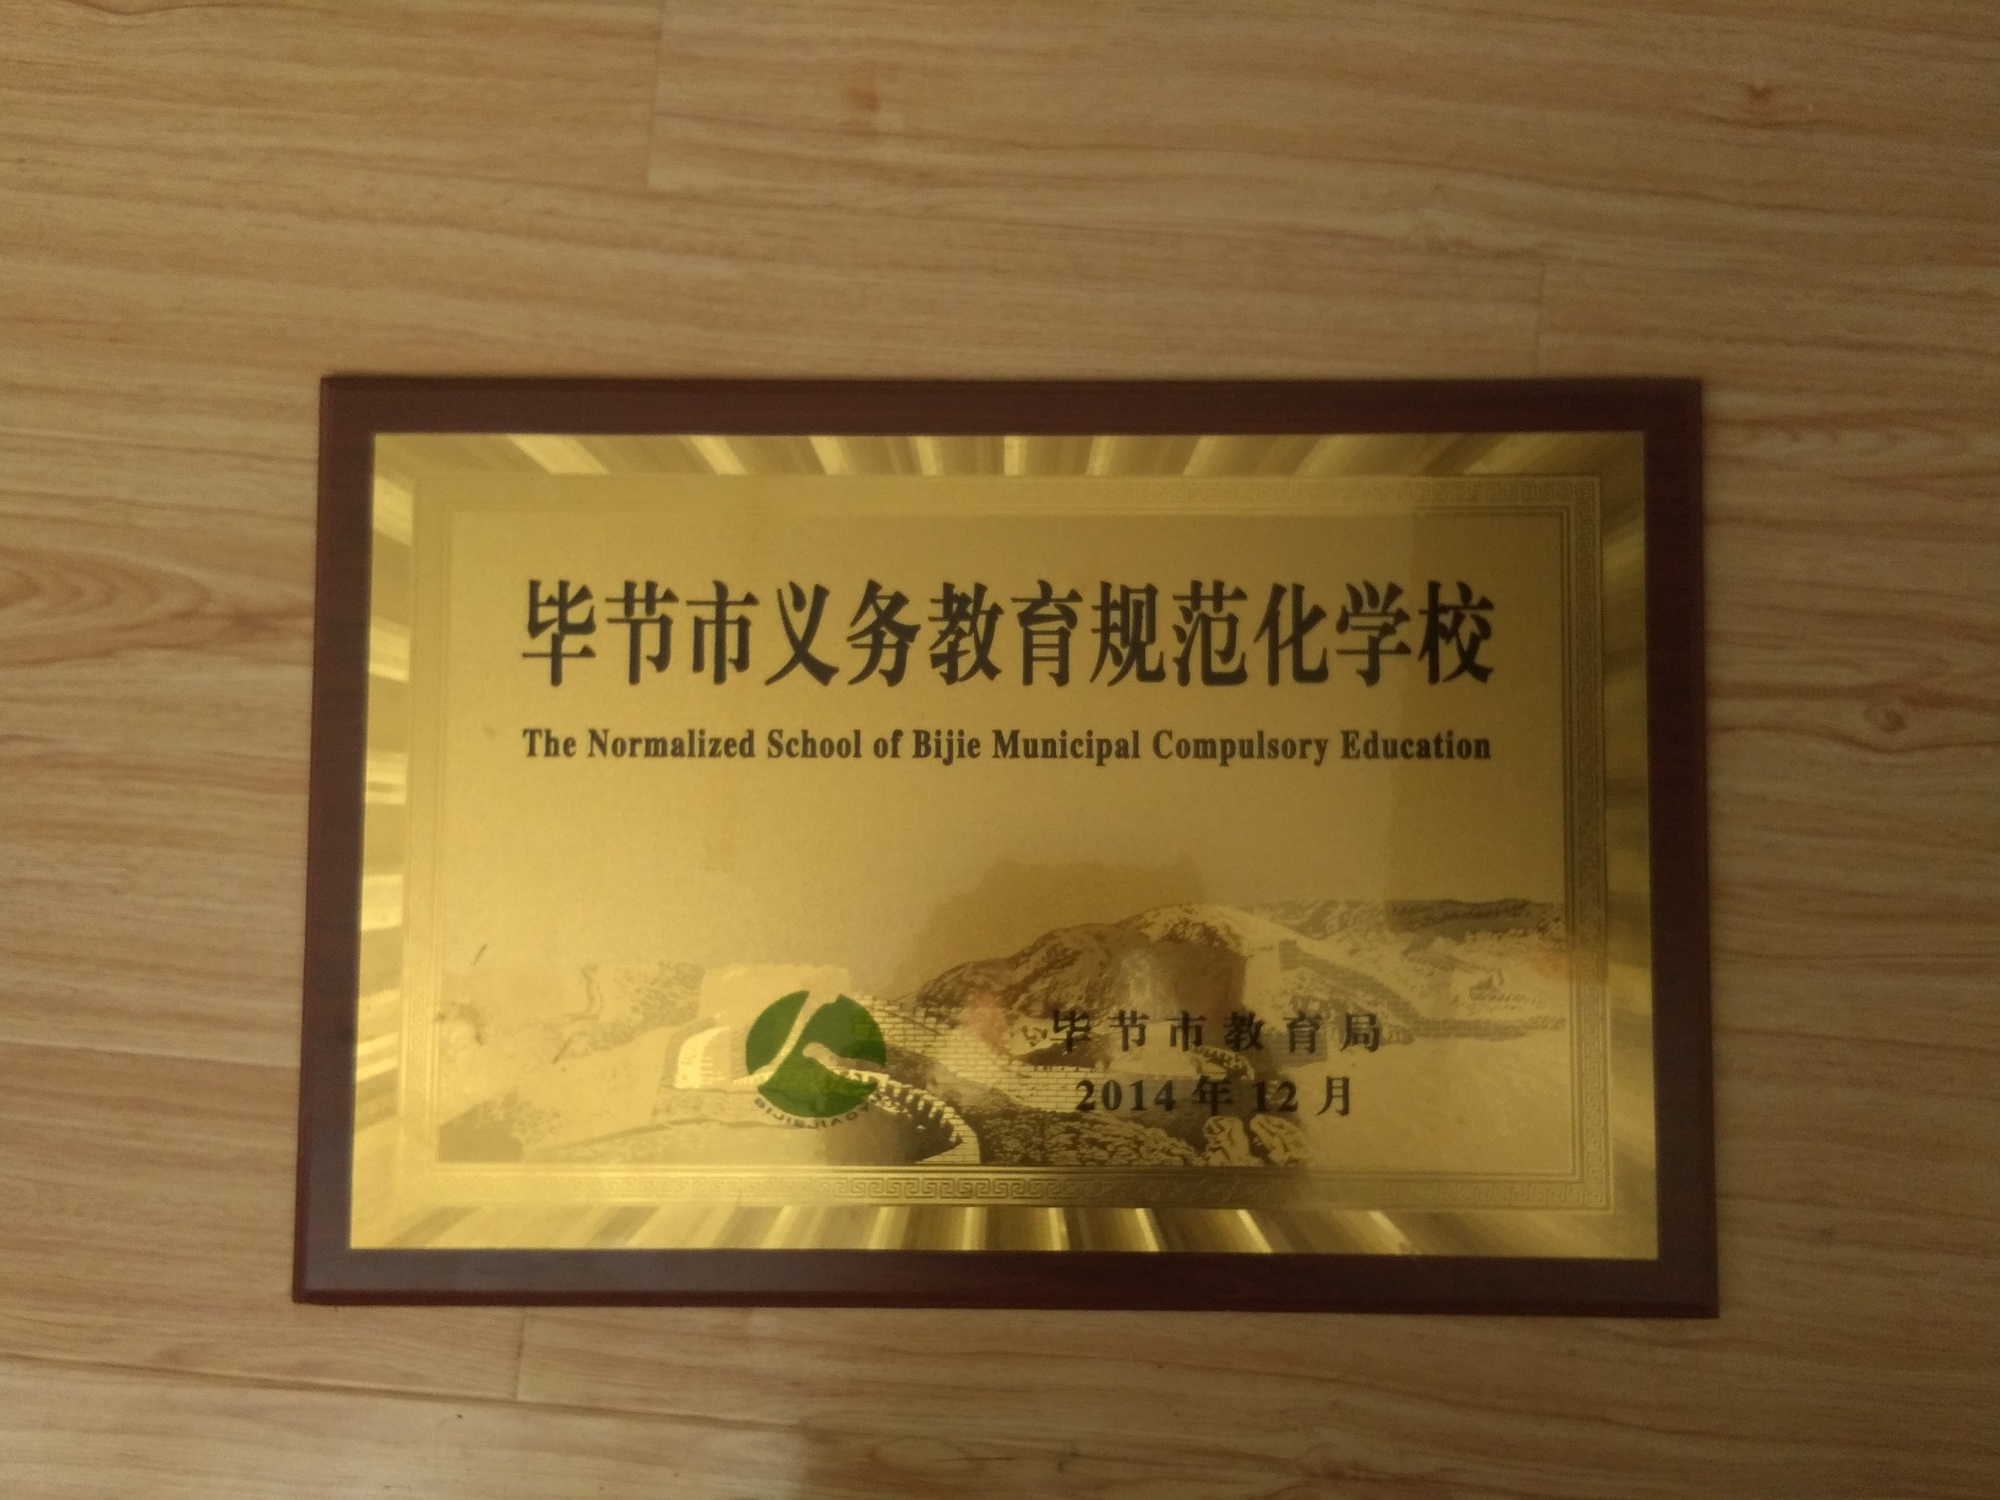 毕节市义务教育规范化学校
The Normalized School of Bijie Municipal Compulsory Education
毕节市教育局
2014年12月